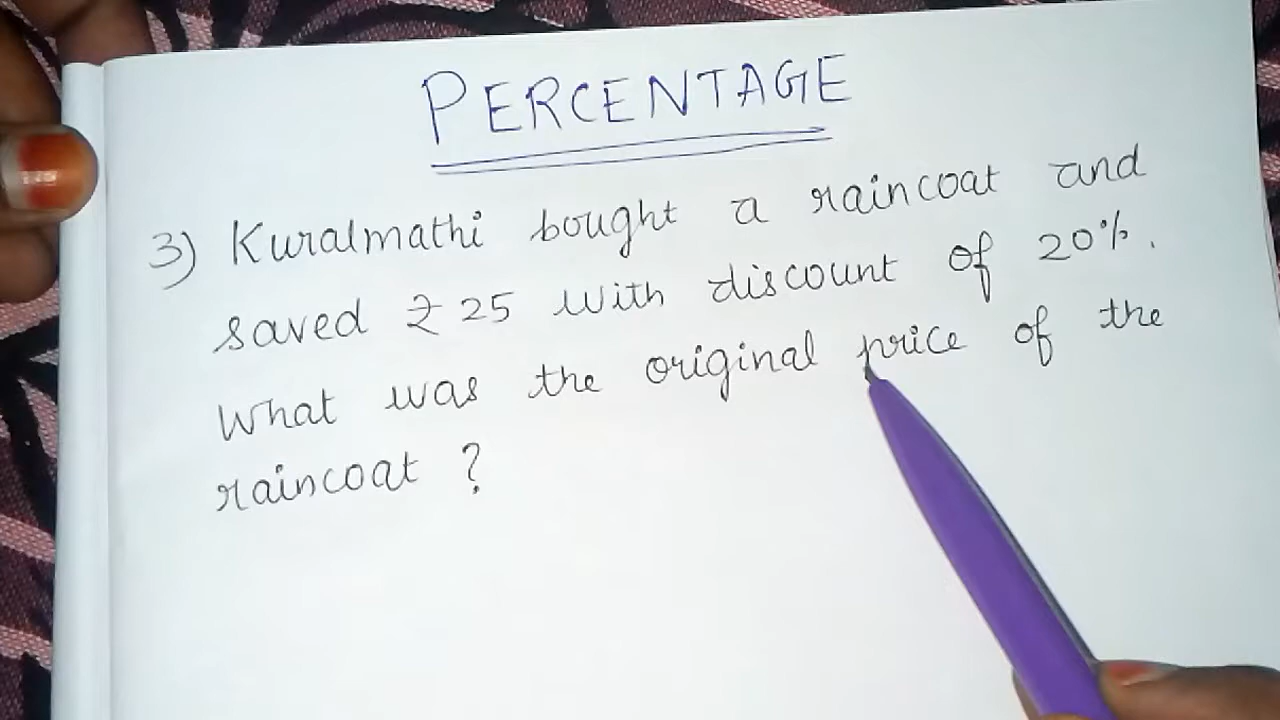 PERCENTAGE
3) Kuralmathi bought a raincoat and
saved ₹ 25 with discount of 20%.
What was the original price of the
raincoat ?